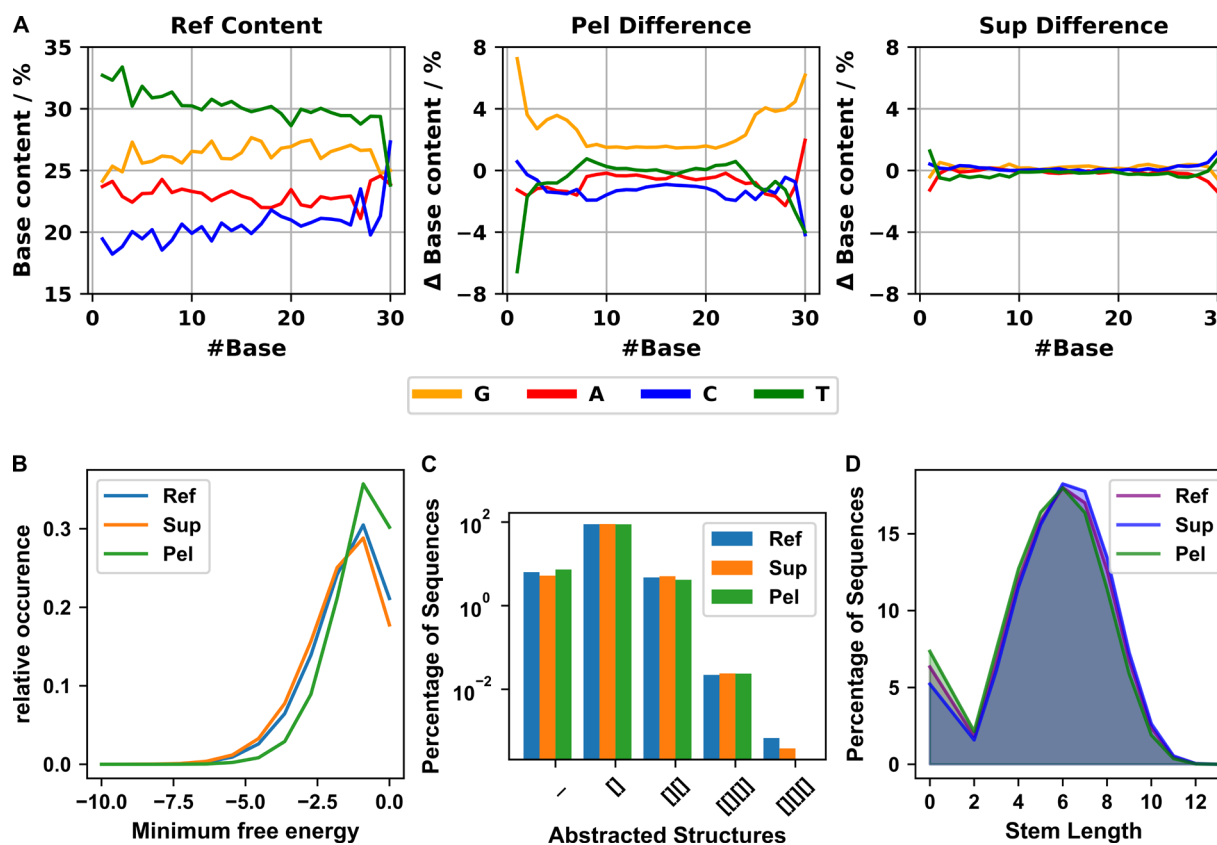 A
Ref Content
Pel Difference
Sup Difference
Base content / %
35
30
25
20
15
0
10
20
30
#Base
Δ Base content / %
8
4
0
−4
−8
0
10
20
30
#Base
Δ Base content / %
8
4
0
−4
−8
0
10
20
#Base
G
A
C
T
B
relative occurence
0.3
0.2
0.1
0.0
Ref
Sup
Pel
−10.0
−7.5
−5.0
−2.5
0.0
Minimum free energy
C
Percentage of Sequences
10^2
10^0
10^−2
Ref
Sup
Pel
_
[]
[][]
[[][]]
[][][]
Abstracted Structures
D
Percentage of Sequences
15
10
5
0
Ref
Sup
Pel
0
2
4
6
8
10
12
Stem Length